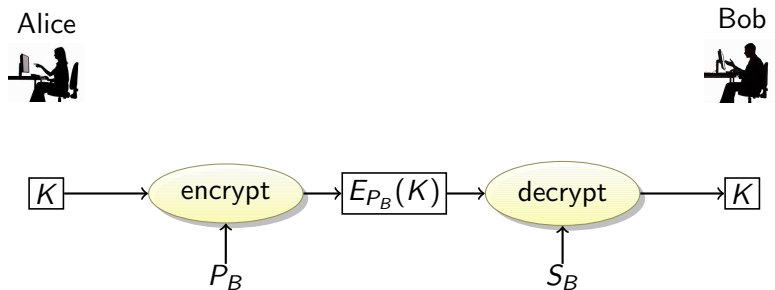 Alice
Bob
K
encrypt
E_{P_B}(K)
decrypt
K
P_B
S_B